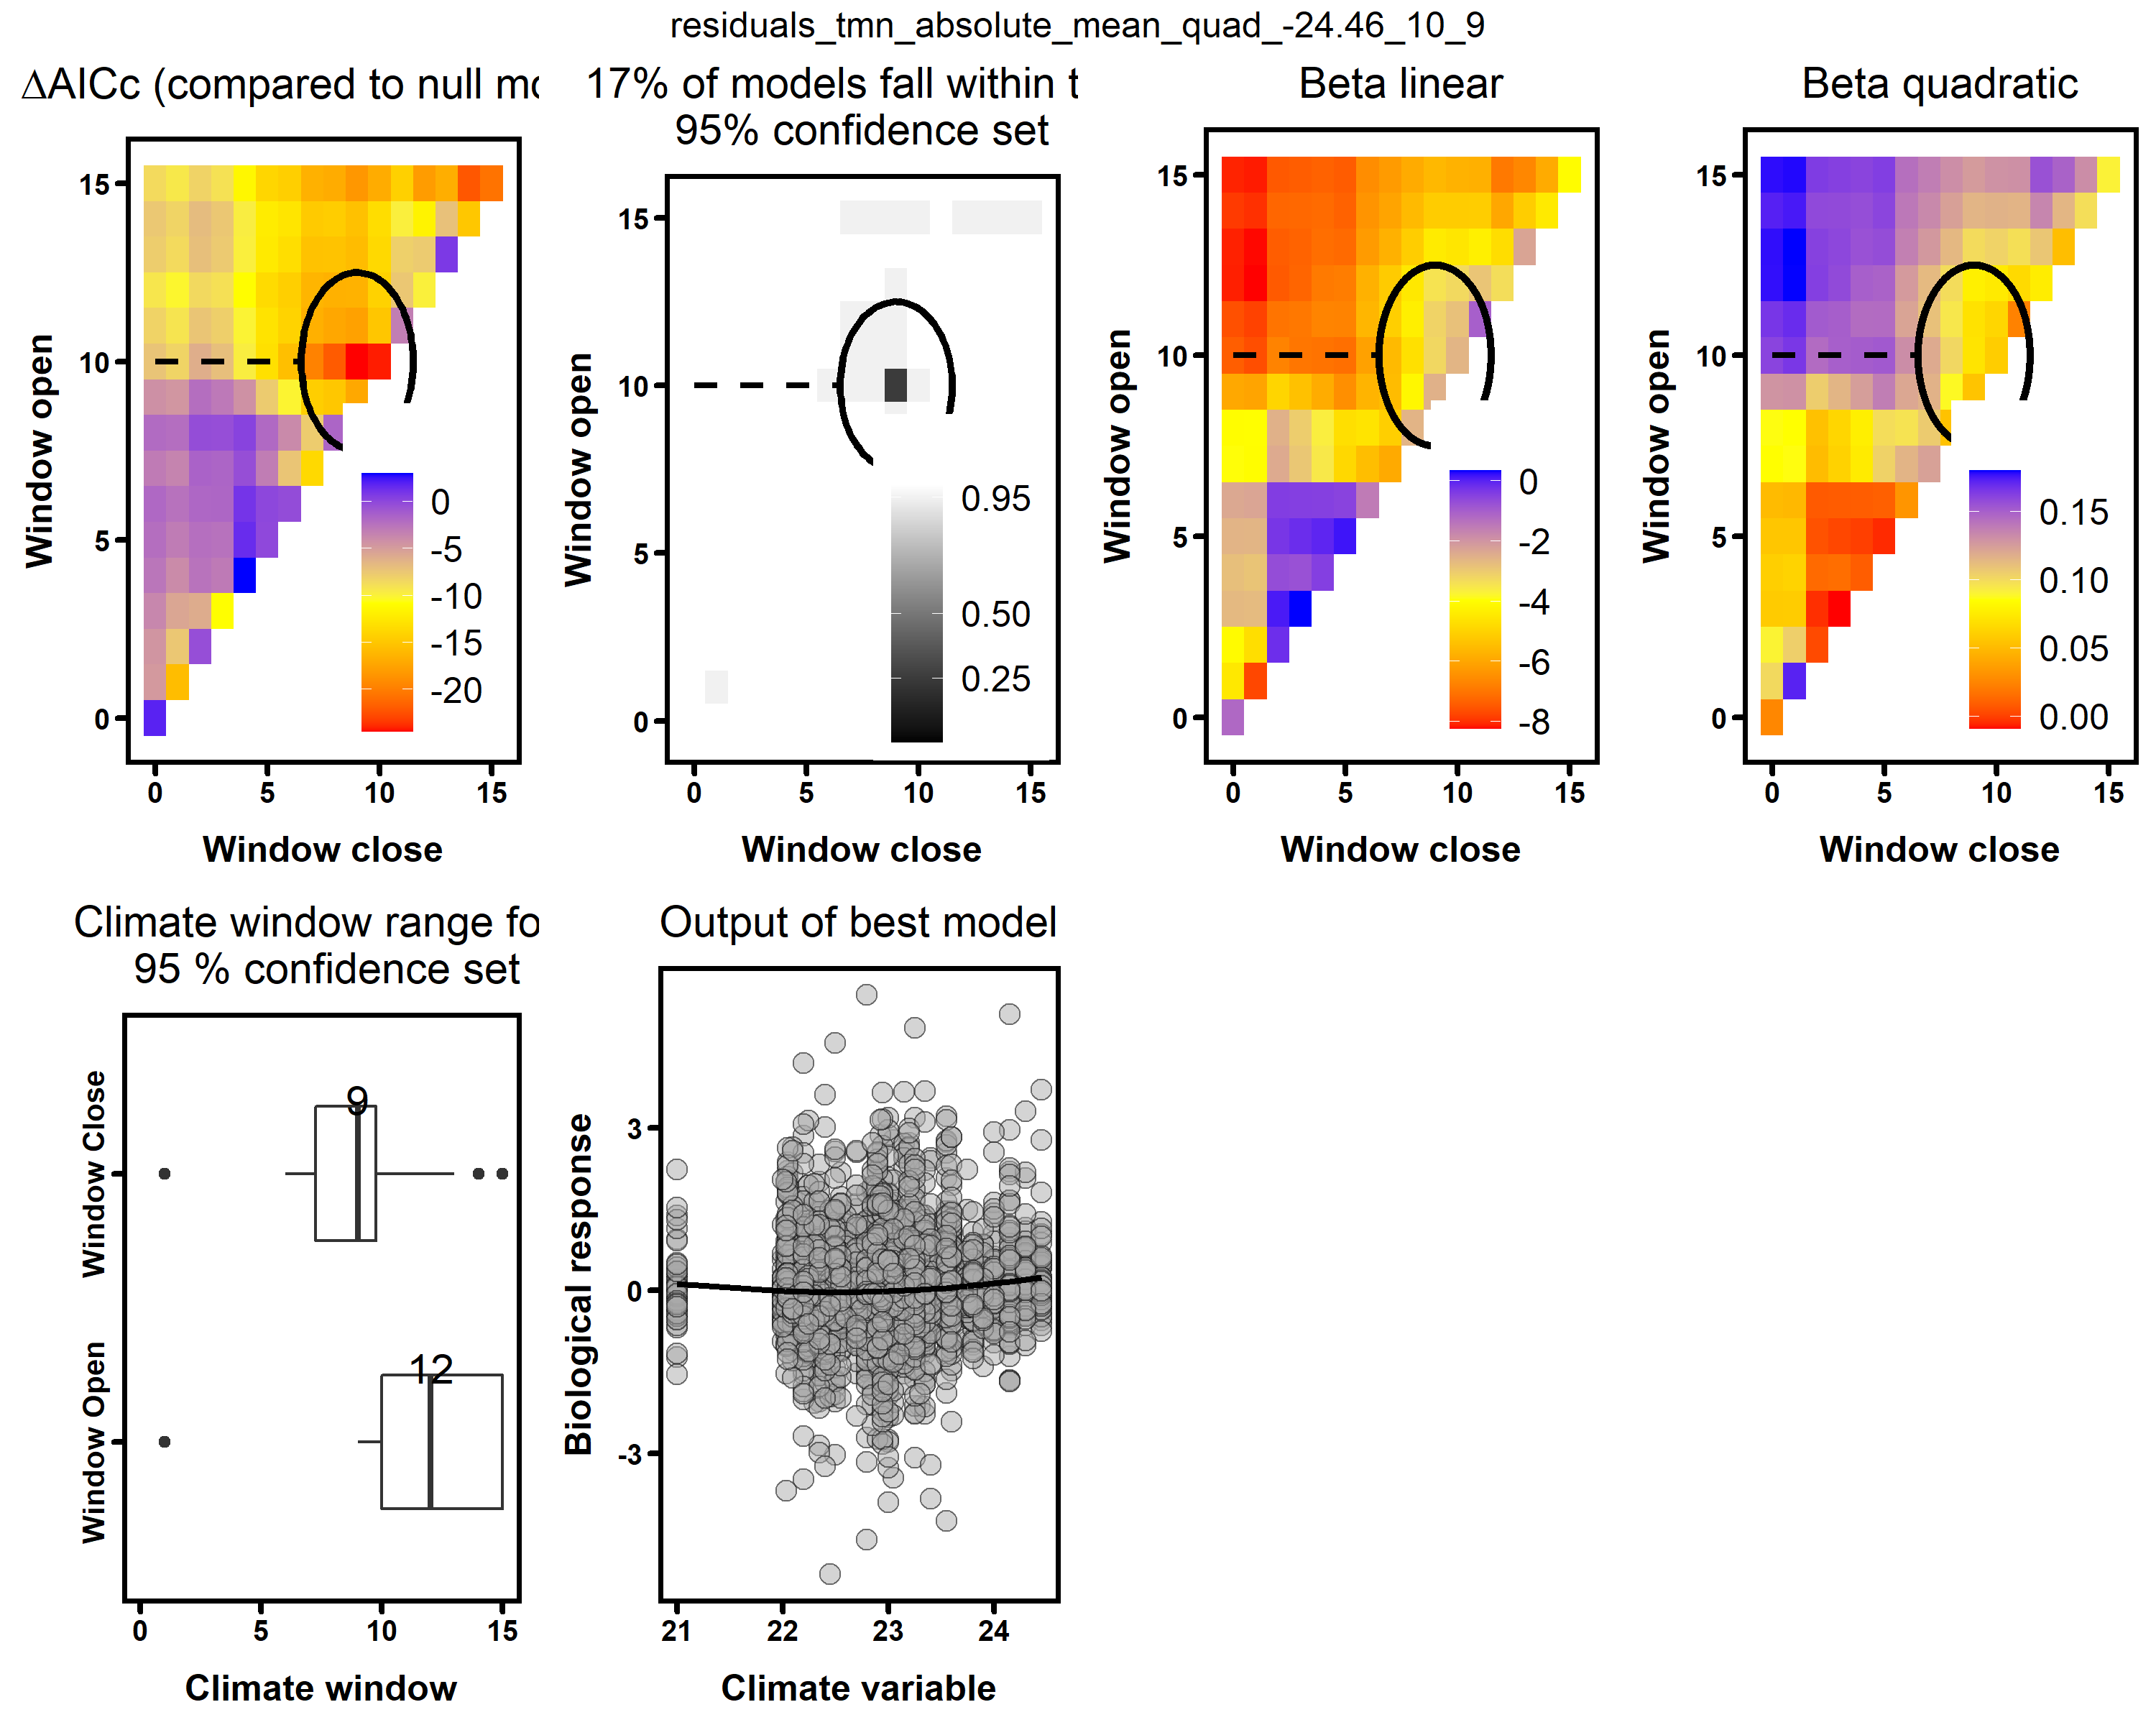 residuals_tmn_absolute_mean_quad_-24.46_10_9
ΔAICc (compared to null mo
17% of models fall within t
95% confidence set
Beta linear
Beta quadratic
Window open
15
10
5
0
0
-5
-10
-15
-20
0 5 10 15
Window close
Window open
15
10
5
0
0.95
0.50
0.25
0 5 10 15
Window close
Window open
15
10
5
0
0
-2
-4
-6
-8
0 5 10 15
Window close
Window open
15
10
5
0
0.15
0.10
0.05
0.00
0 5 10 15
Window close
Climate window range fo
95 % confidence set
Window Close
Window Open
9
12
0 5 10 15
Climate window
Output of best model
Biological response
3
0
-3
21 22 23 24
Climate variable